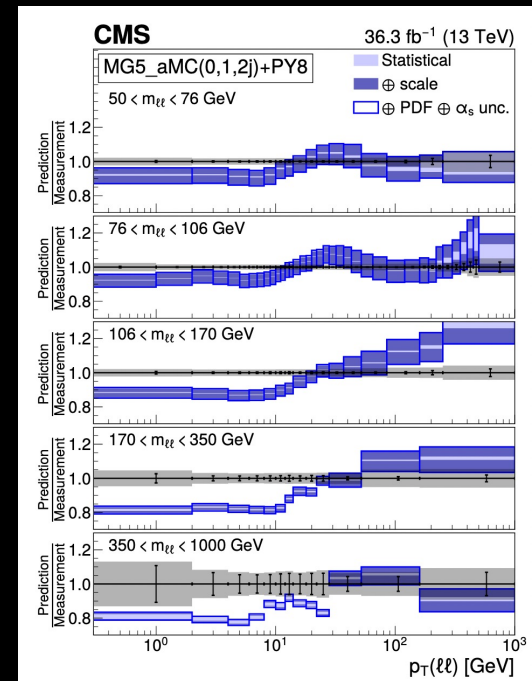 CMS 36.3 fb⁻¹ (13 TeV)
MG5_aMC(0,1,2j)+PY8
Statistical
⊕ scale
⊕ PDF ⊕ αₛ unc.
50 < mₗₗ < 76 GeV
Prediction
Measurement
1.2
1.0
0.8
76 < mₗₗ < 106 GeV
Prediction
Measurement
1.2
1.0
0.8
106 < mₗₗ < 170 GeV
Prediction
Measurement
1.2
1.0
0.8
170 < mₗₗ < 350 GeV
Prediction
Measurement
1.2
1.0
0.8
350 < mₗₗ < 1000 GeV
Prediction
Measurement
1.2
1.0
0.8
10⁰ 10¹ 10² 10³
p_T(ℓℓ) [GeV]